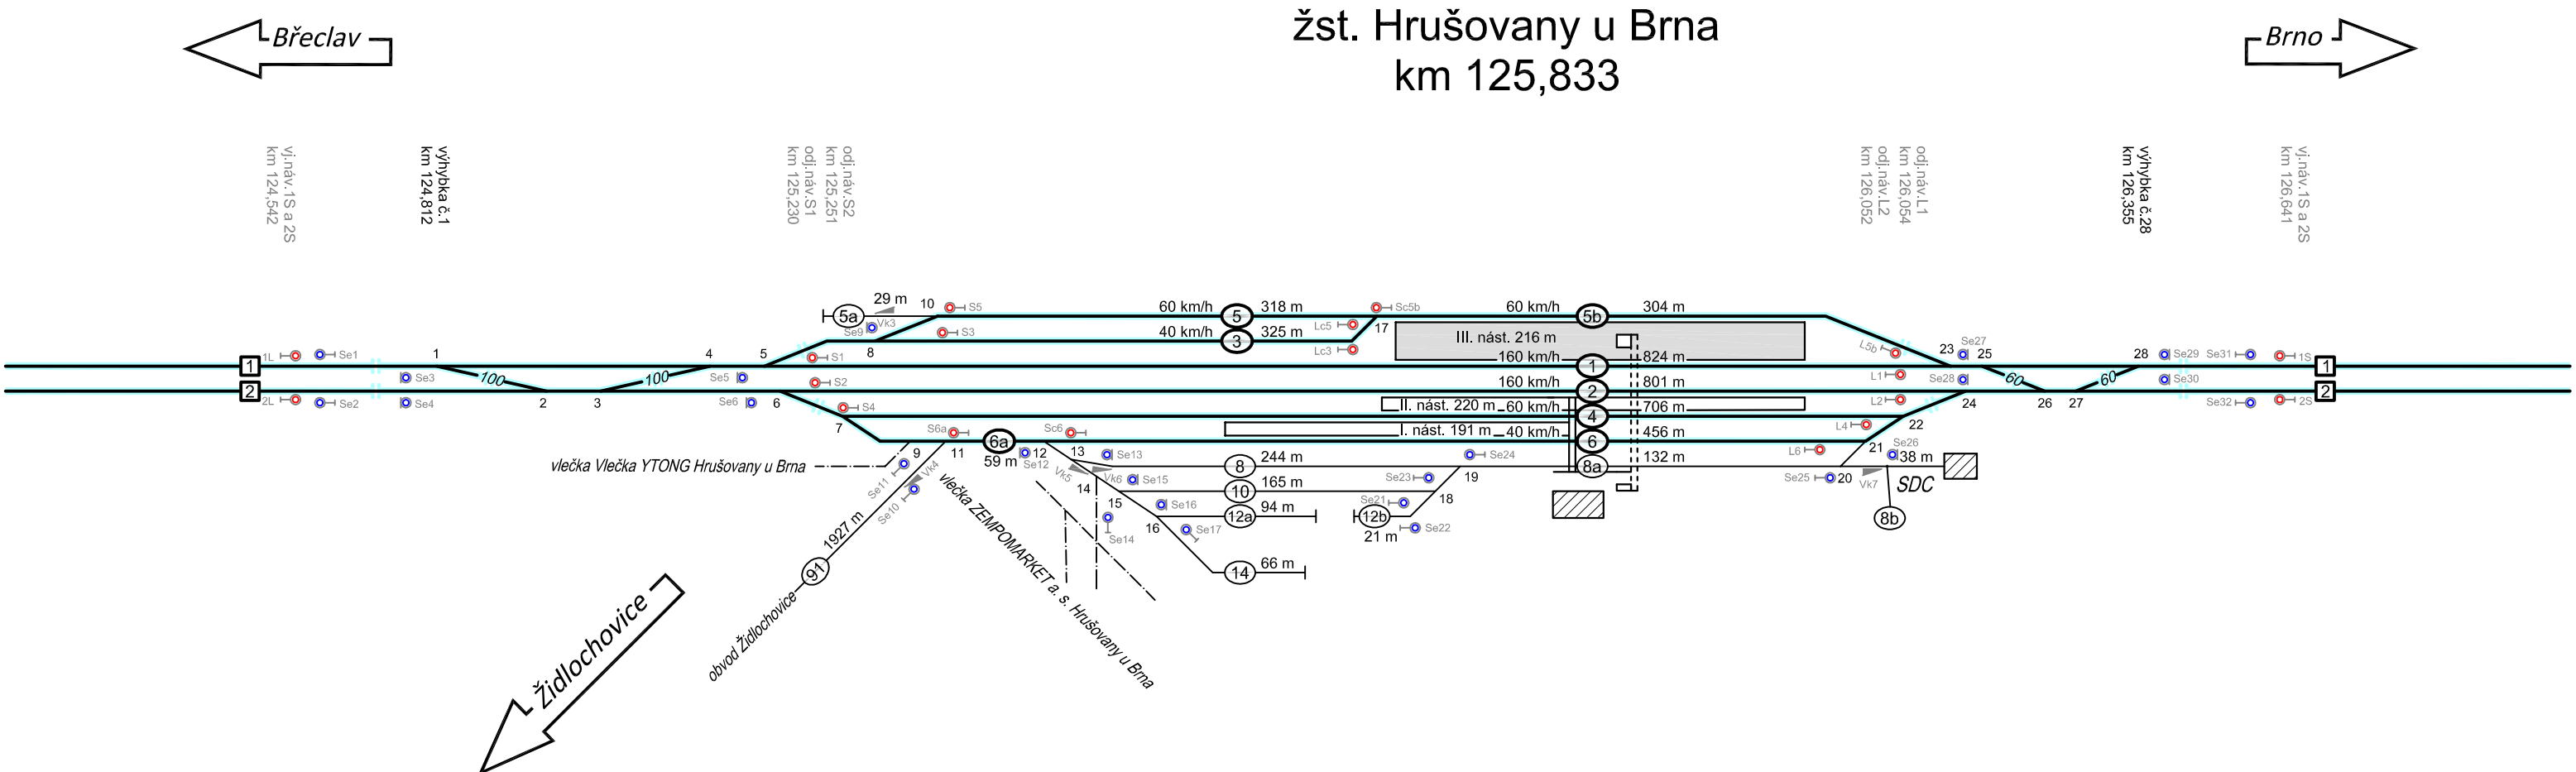 žst. Hrušovany u Brna
km 125,833
Břeclav
Brno
vj.náv.1S a 2S
km 124,542
výhybka č.1
km 124,812
odj.náv.S2
km 125,251
odj.náv.S1
km 125,230
odj.náv.L1
km 126,054
odj.náv.L2
km 126,052
výhybka č.28
km 126,355
vj.náv.1S a 2S
km 126,641
5a 29 m 10 S5 60 km/h 5 318 m Sc5b 60 km/h 5b 304 m
Se9 Vk3 S3 40 km/h 3 325 m Lc5 17 III. nást. 216 m
1L Se1 1 4 5 S1 8 Lc3 160 km/h 824 m L5b 23 Se27 25 28 Se29 Se31 1S
1 1 1
Se3 100 100 Se5 S2 160 km/h 801 m L1 Se28 60 60 Se30
2 2 2
2L Se2 Se4 2 3 Se6 6 S4 II. nást. 220 m 60 km/h 4 706 m L2 24 26 27 Se32 2S
7 S6a Sc6 I. nást. 191 m 40 km/h 6 456 m L4 22
6a 59 m L6 21 Se26
vlečka Vlečka YTONG Hrušovany u Brna
9 11 12 Se12 13 Se13 8 244 m Se24 8a 132 m 38 m
Se11 Vk4 Vk5 Vk6 Se15 10 165 m Se23 19 Se25 20 Vk7 SDC
Se10 14 15 Se16 12a 94 m Se21 12b 18 8b
1927 m Se14 16 Se17 21 m Se22
91 14 66 m
vlečka ZEMPOMARKET a. s. Hrušovany u Brna
obvod Židlochovice
Židlochovice